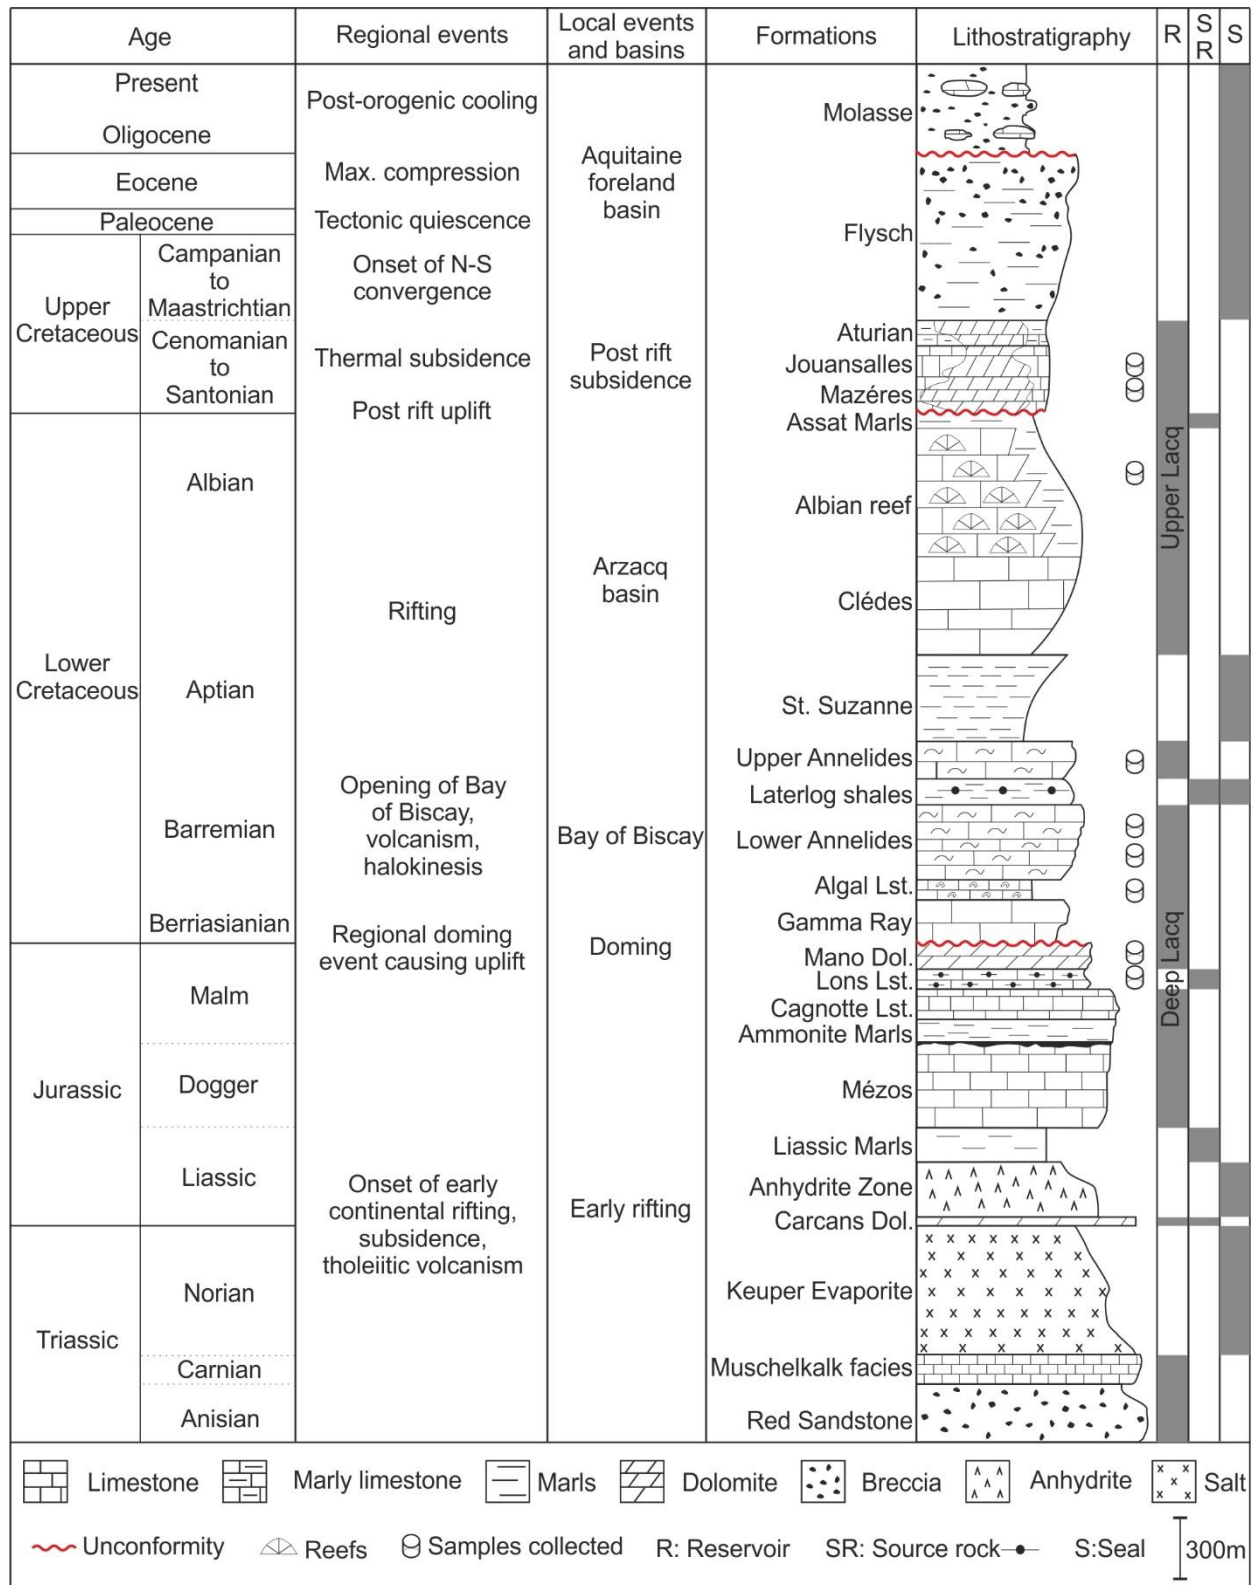 Age
Regional events
Local events
and basins
Formations
Lithostratigraphy
R
S
R
S
Present
Oligocene
Eocene
Paleocene
Upper
Cretaceous
Campanian
to
Maastrichtian
Cenomanian
to
Santonian
Lower
Cretaceous
Albian
Aptian
Barremian
Berriasianian
Jurassic
Malm
Dogger
Liassic
Triassic
Norian
Carnian
Anisian
Post-orogenic cooling
Max. compression
Tectonic quiescence
Onset of N-S
convergence
Thermal subsidence
Post rift uplift
Rifting
Opening of Bay
of Biscay,
volcanism,
halokinesis
Regional doming
event causing uplift
Onset of early
continental rifting,
subsidence,
tholeiitic volcanism
Aquitaine
foreland
basin
Post rift
subsidence
Arzacq
basin
Bay of Biscay
Doming
Early rifting
Molasse
Flysch
Aturian
Jouansalles
Mazéres
Assat Marls
Albian reef
Clédes
St. Suzanne
Upper Annelides
Laterlog shales
Lower Annelides
Algal Lst.
Gamma Ray
Mano Dol.
Lons Lst.
Cagnotte Lst.
Ammonite Marls
Mézos
Liassic Marls
Anhydrite Zone
Carcans Dol.
Keuper Evaporite
Muschelkalk facies
Red Sandstone
Upper Lacq
Deep Lacq
Limestone
Marly limestone
Marls
Dolomite
Breccia
Anhydrite
Salt
Unconformity
Reefs
Samples collected
R: Reservoir
SR: Source rock
S:Seal
300m